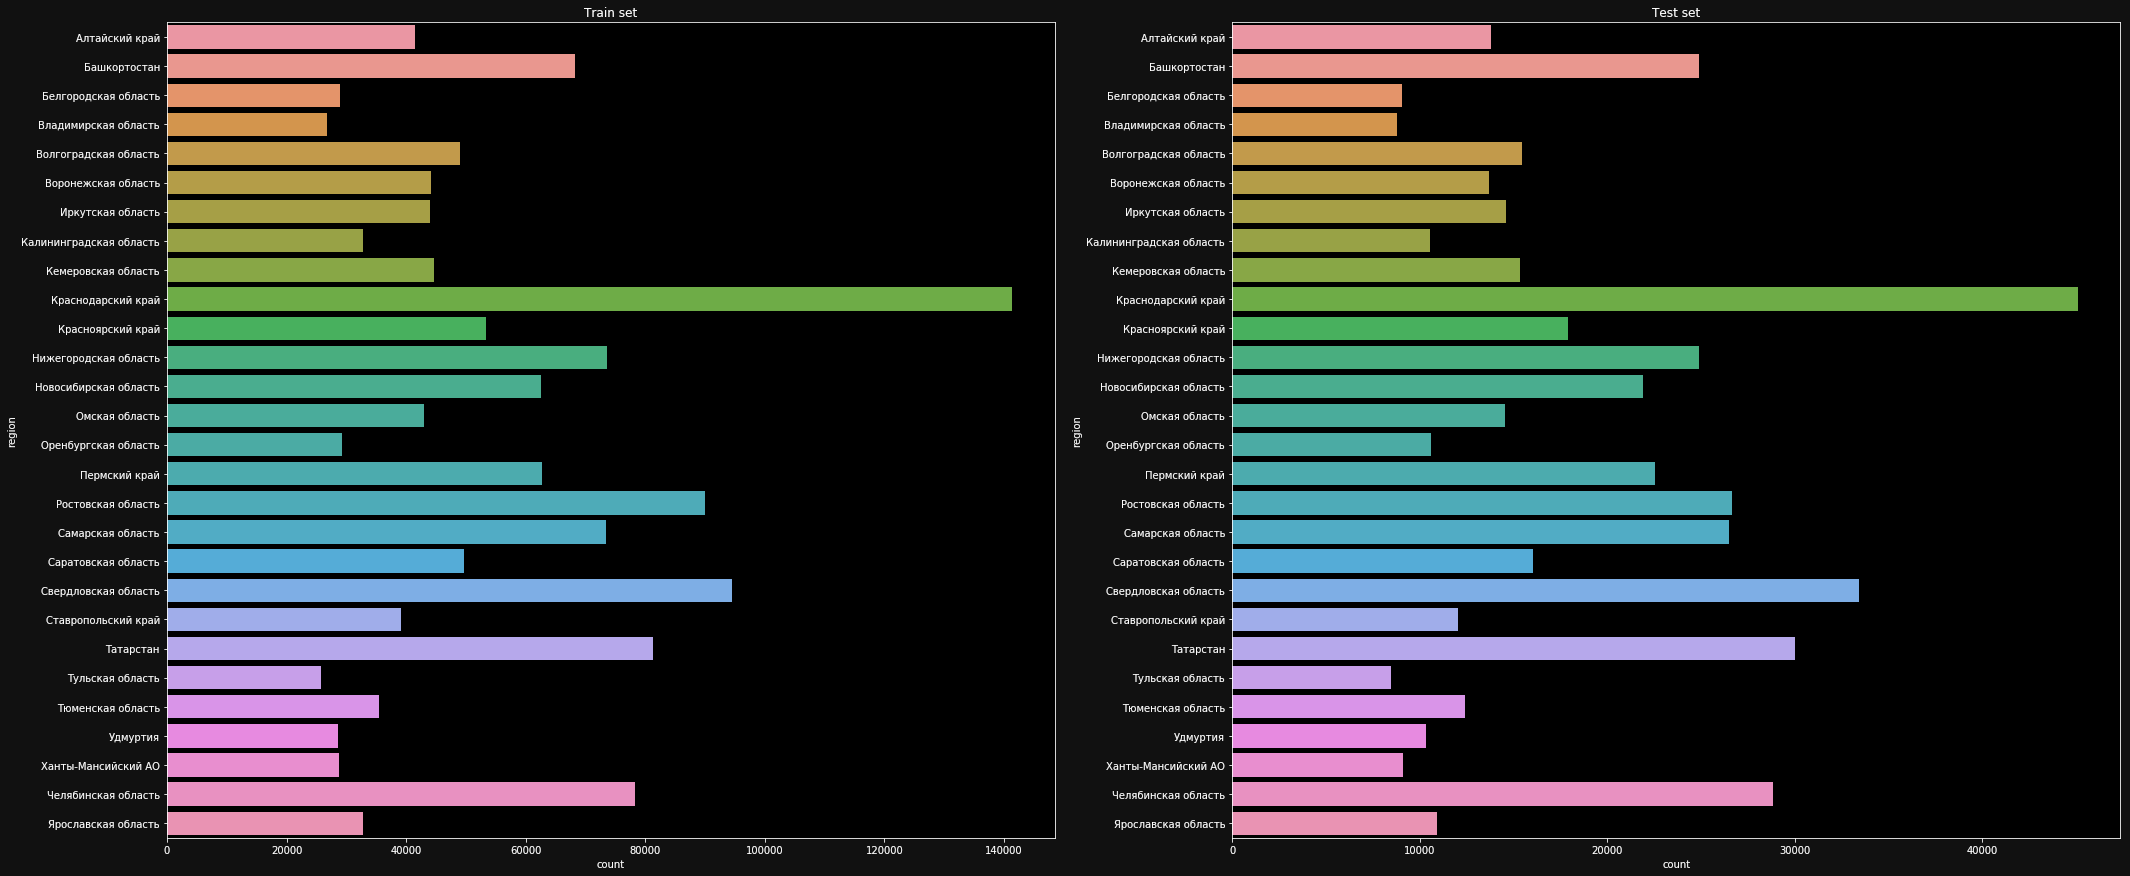 Train set
Алтайский край
Башкортостан
Белгородская область
Владимирская область
Волгоградская область
Воронежская область
Иркутская область
Калининградская область
Кемеровская область
Краснодарский край
Красноярский край
Нижегородская область
Новосибирская область
Омская область
Оренбургская область
Пермский край
Ростовская область
Самарская область
Саратовская область
Свердловская область
Ставропольский край
Татарстан
Тульская область
Тюменская область
Удмуртия
Ханты-Мансийский АО
Челябинская область
Ярославская область
region
0 20000 40000 60000 80000 100000 120000 140000
count
Test set
Алтайский край
Башкортостан
Белгородская область
Владимирская область
Волгоградская область
Воронежская область
Иркутская область
Калининградская область
Кемеровская область
Краснодарский край
Красноярский край
Нижегородская область
Новосибирская область
Омская область
Оренбургская область
Пермский край
Ростовская область
Самарская область
Саратовская область
Свердловская область
Ставропольский край
Татарстан
Тульская область
Тюменская область
Удмуртия
Ханты-Мансийский АО
Челябинская область
Ярославская область
region
0 10000 20000 30000 40000
count